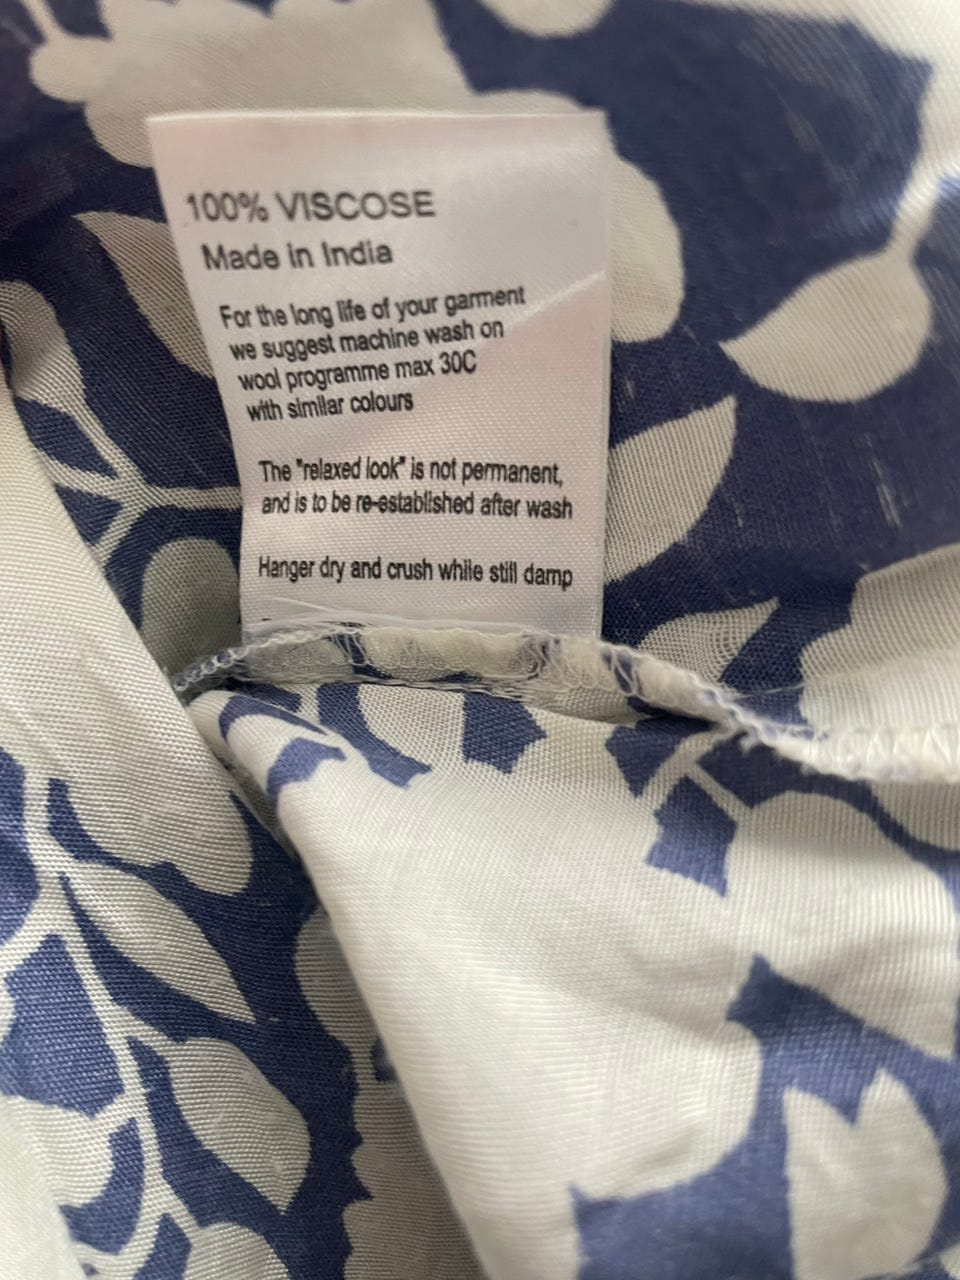 100% VISCOSE
Made in India
For the long life of your garment
we suggest machine wash on
wool programme max 30C
with similar colours
The "relaxed look" is not permanent,
and is to be re-established after wash
Hanger dry and crush while still damp